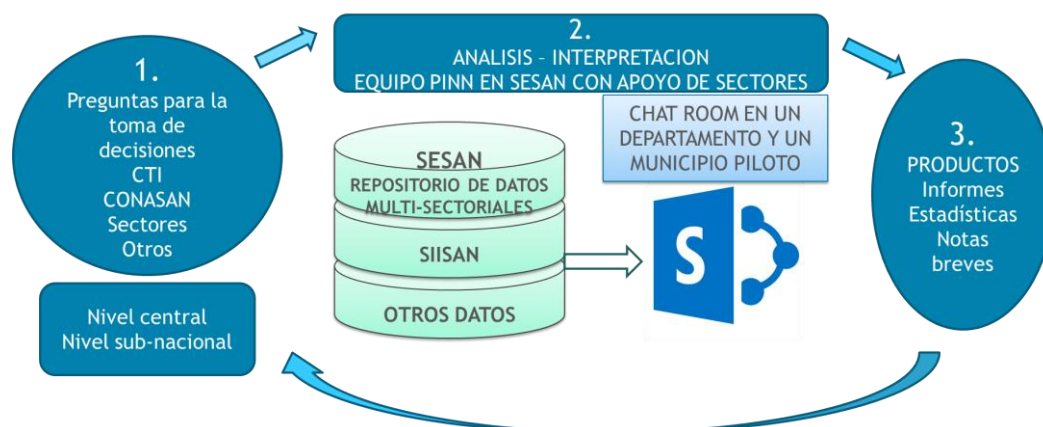 1.
Preguntas para la
toma de
decisiones
CTI
CONASAN
Sectores
Otros
Nivel central
Nivel sub-nacional
2.
ANALISIS – INTERPRETACION
EQUIPO PINN EN SESAN CON APOYO DE SECTORES
CHAT ROOM EN UN
DEPARTAMENTO Y UN
MUNICIPIO PILOTO
SESAN
REPOSITORIO DE DATOS
MULTI-SECTORIALES
SIISAN
OTROS DATOS
S
3.
PRODUCTOS
Informes
Estadísticas
Notas
breves